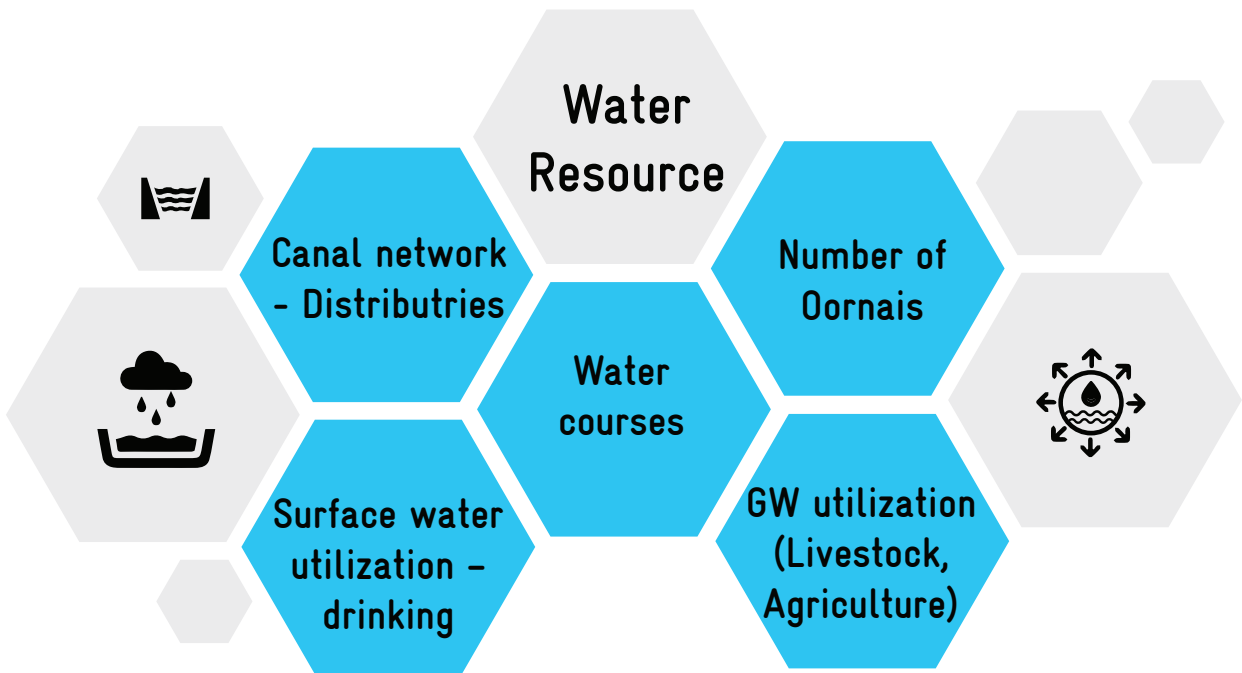 Water
Resource
Canal network
- Distributries
Number of
Oornais
Water
courses
Surface water
utilization –
drinking
GW utilization
(Livestock,
Agriculture)